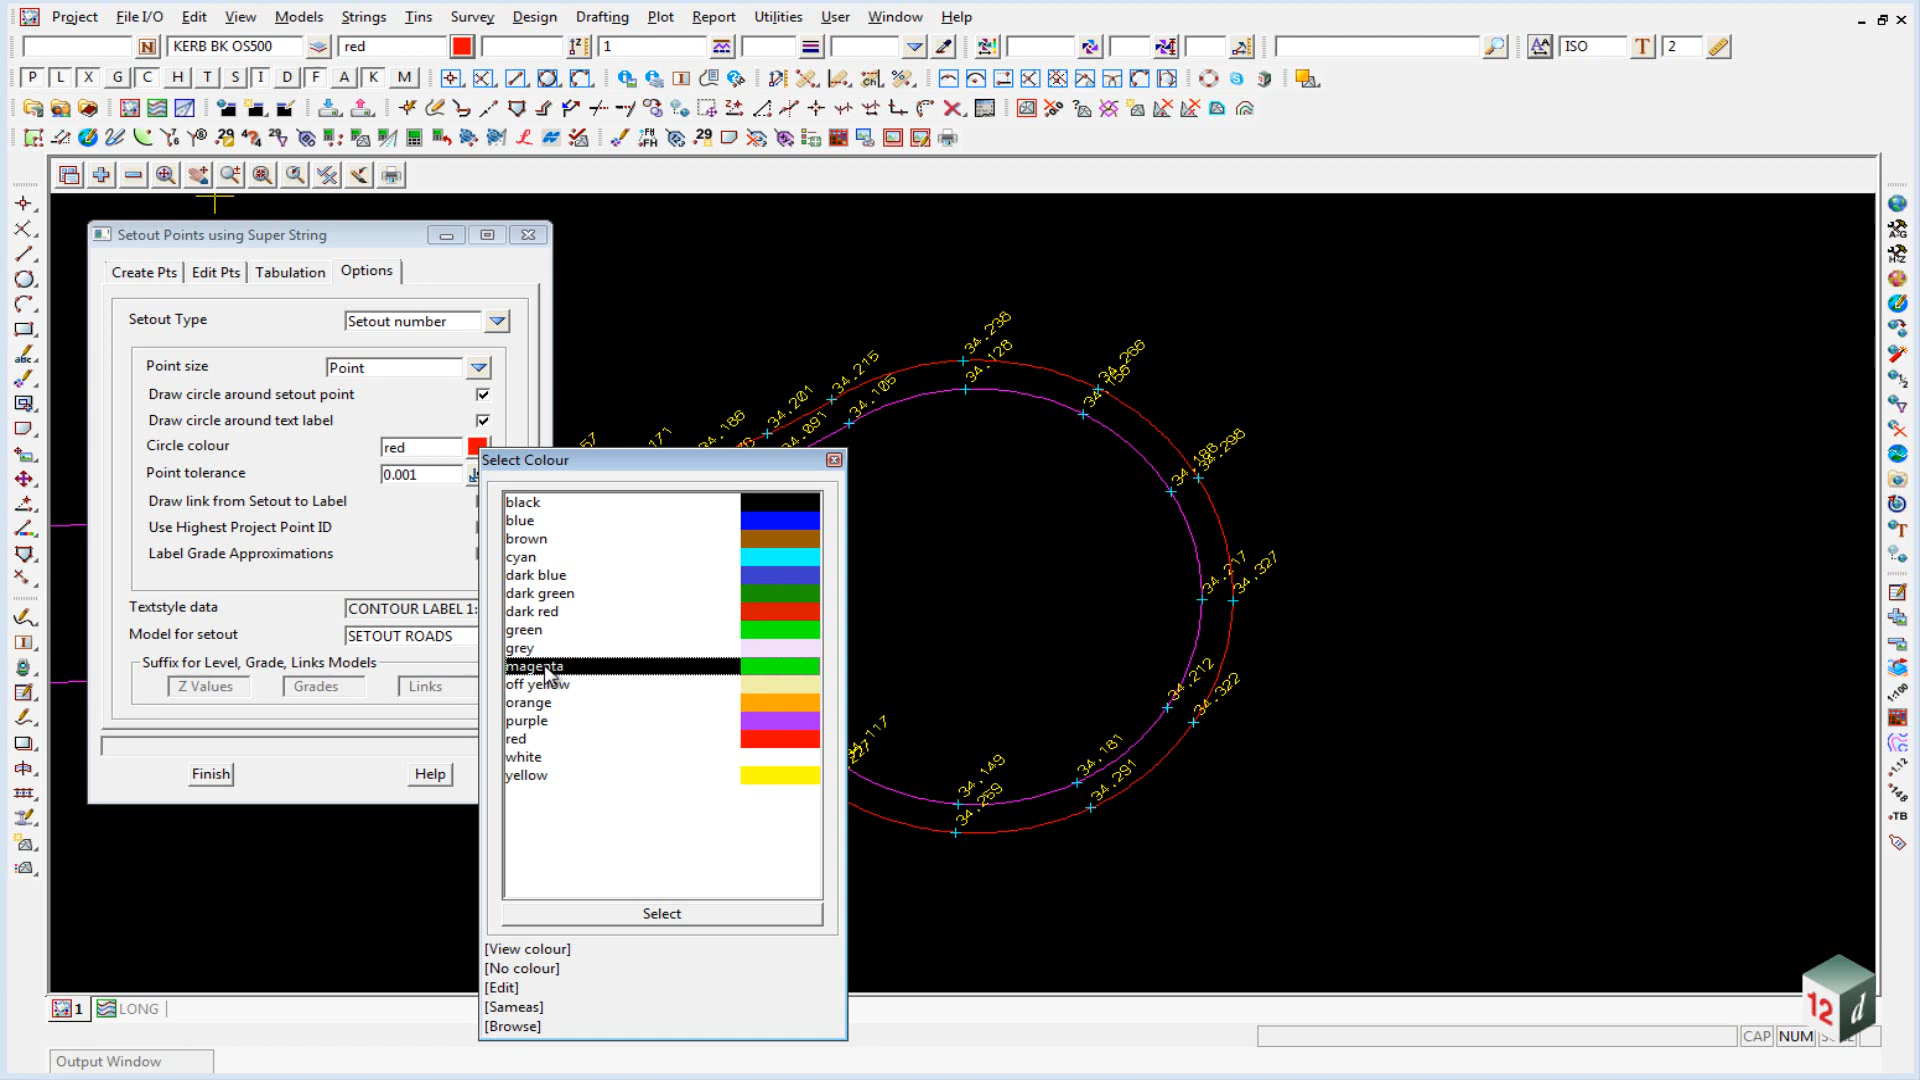 Project File I/O Edit View Models Strings Tins Survey Design Drafting Plot Report Utilities User Window Help
N KERB BK OS500 red 1 ISO T 2
P L X G C H T S I D F A K M
Setout Points using Super String
Create Pts Edit Pts Tabulation Options
Setout Type Setout number
Point size Point
Draw circle around setout point
Draw circle around text label
Circle colour red
Point tolerance 0.001
Draw link from Setout to Label
Use Highest Project Point ID
Label Grade Approximations
Textstyle data CONTOUR LABEL 1:
Model for setout SETOUT ROADS
Suffix for Level, Grade, Links Models
Z Values Grades Links
Finish Help
Select Colour
black
blue
brown
cyan
dark blue
dark green
dark red
green
grey
magenta
off yellow
orange
purple
red
white
yellow
Select
[View colour]
[No colour]
[Edit]
[Sameas]
[Browse]
34.238
34.128
34.266
34.156
34.215
34.105
34.201
34.091
34.186
34.298
34.188
34.217
34.327
34.212
34.322
34.181
34.291
34.149
34.259
1 LONG
12 d
CAP NUM
Output Window